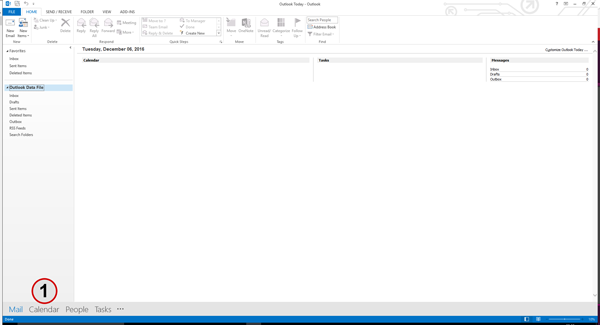 Outlook Today - Outlook
FILE HOME SEND / RECEIVE FOLDER VIEW ADD-INS
New Email
New Items
Clean Up
Junk
Delete
Reply
Reply All
Forward
Meeting
More
Move to: ?
To Manager
Team Email
Done
Reply & Delete
Create New
Move
OneNote
Unread/ Read
Categorize
Follow Up
Search People
Address Book
Filter Email
New Delete Respond Quick Steps Move Tags Find
Favorites
Inbox
Sent Items
Deleted Items
Outlook Data File
Inbox
Drafts
Sent Items
Deleted Items
Outbox
RSS Feeds
Search Folders
Tuesday, December 06, 2016
Customize Outlook Today ...
Calendar Tasks Messages
Inbox 0
Drafts 0
Outbox 0
1
Mail Calendar People Tasks ...